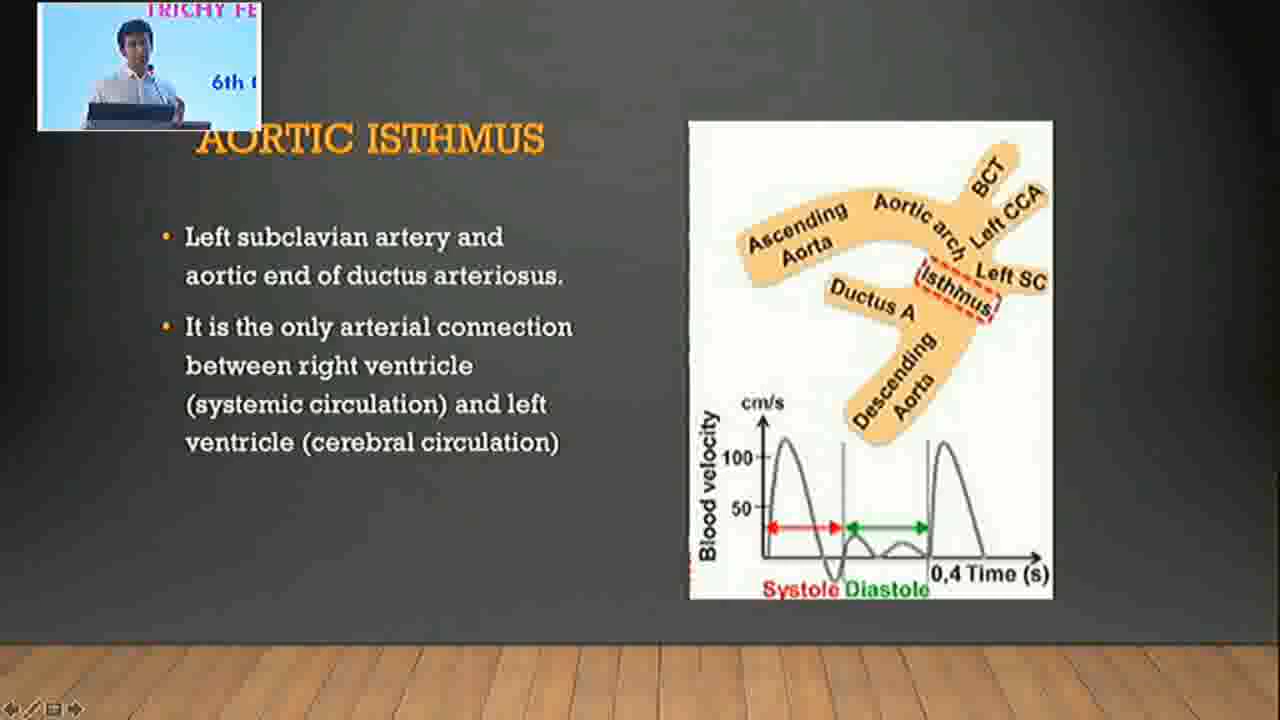 TRICHY FE
6th
AORTIC ISTHMUS
• Left subclavian artery and
aortic end of ductus arteriosus.
• It is the only arterial connection
between right ventricle
(systemic circulation) and left
ventricle (cerebral circulation)
BCT
Left CCA
Aortic arch
Ascending
Aorta
Left SC
Isthmus
Ductus A
Descending
Aorta
cm/s
Blood velocity
100
50
0,4 Time (s)
Systole Diastole